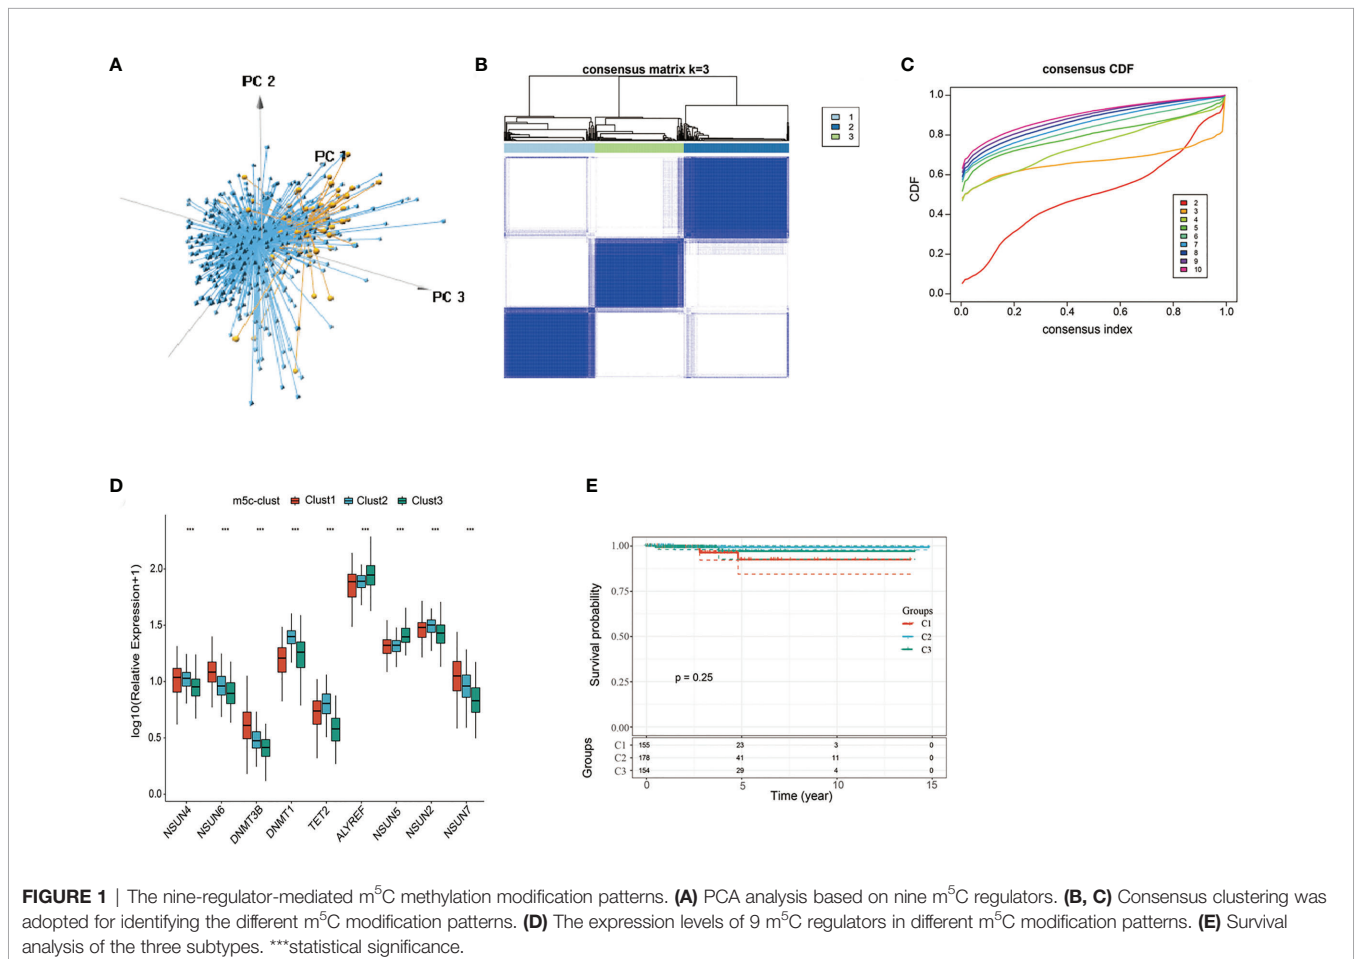 A
PC 2
PC 1
PC 3
B
consensus matrix k=3
1
2
3
C
consensus CDF
CDF
1.0
0.8
0.6
0.4
0.2
0.0
2
3
4
5
6
7
8
9
10
0.0 0.2 0.4 0.6 0.8 1.0
consensus index
D
m5c-clust Clust1 Clust2 Clust3
*** *** *** *** *** *** *** *** ***
log10(Relative Expression+1)
2.0
1.5
1.0
0.5
0.0
NSUN4 NSUN6 DNMT3B DNMT1 TET2 ALYREF NSUN5 NSUN2 NSUN7
E
Survival probability
1.00
0.75
0.50
0.25
0.00
Groups
C1
C2
C3
p = 0.25
Groups
C1 155 23 3 0
C2 178 41 11 0
C3 154 29 4 0
0 5 10 15
Time (year)
FIGURE 1 | The nine-regulator-mediated m⁵C methylation modification patterns. (A) PCA analysis based on nine m⁵C regulators. (B, C) Consensus clustering was
adopted for identifying the different m⁵C modification patterns. (D) The expression levels of 9 m⁵C regulators in different m⁵C modification patterns. (E) Survival
analysis of the three subtypes. ***statistical significance.